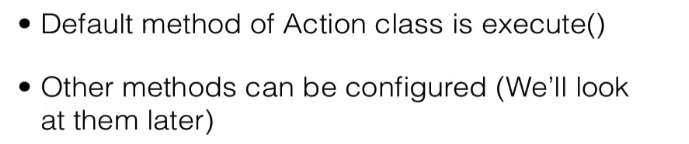 • Default method of Action class is execute()
• Other methods can be configured (We'll look
at them later)